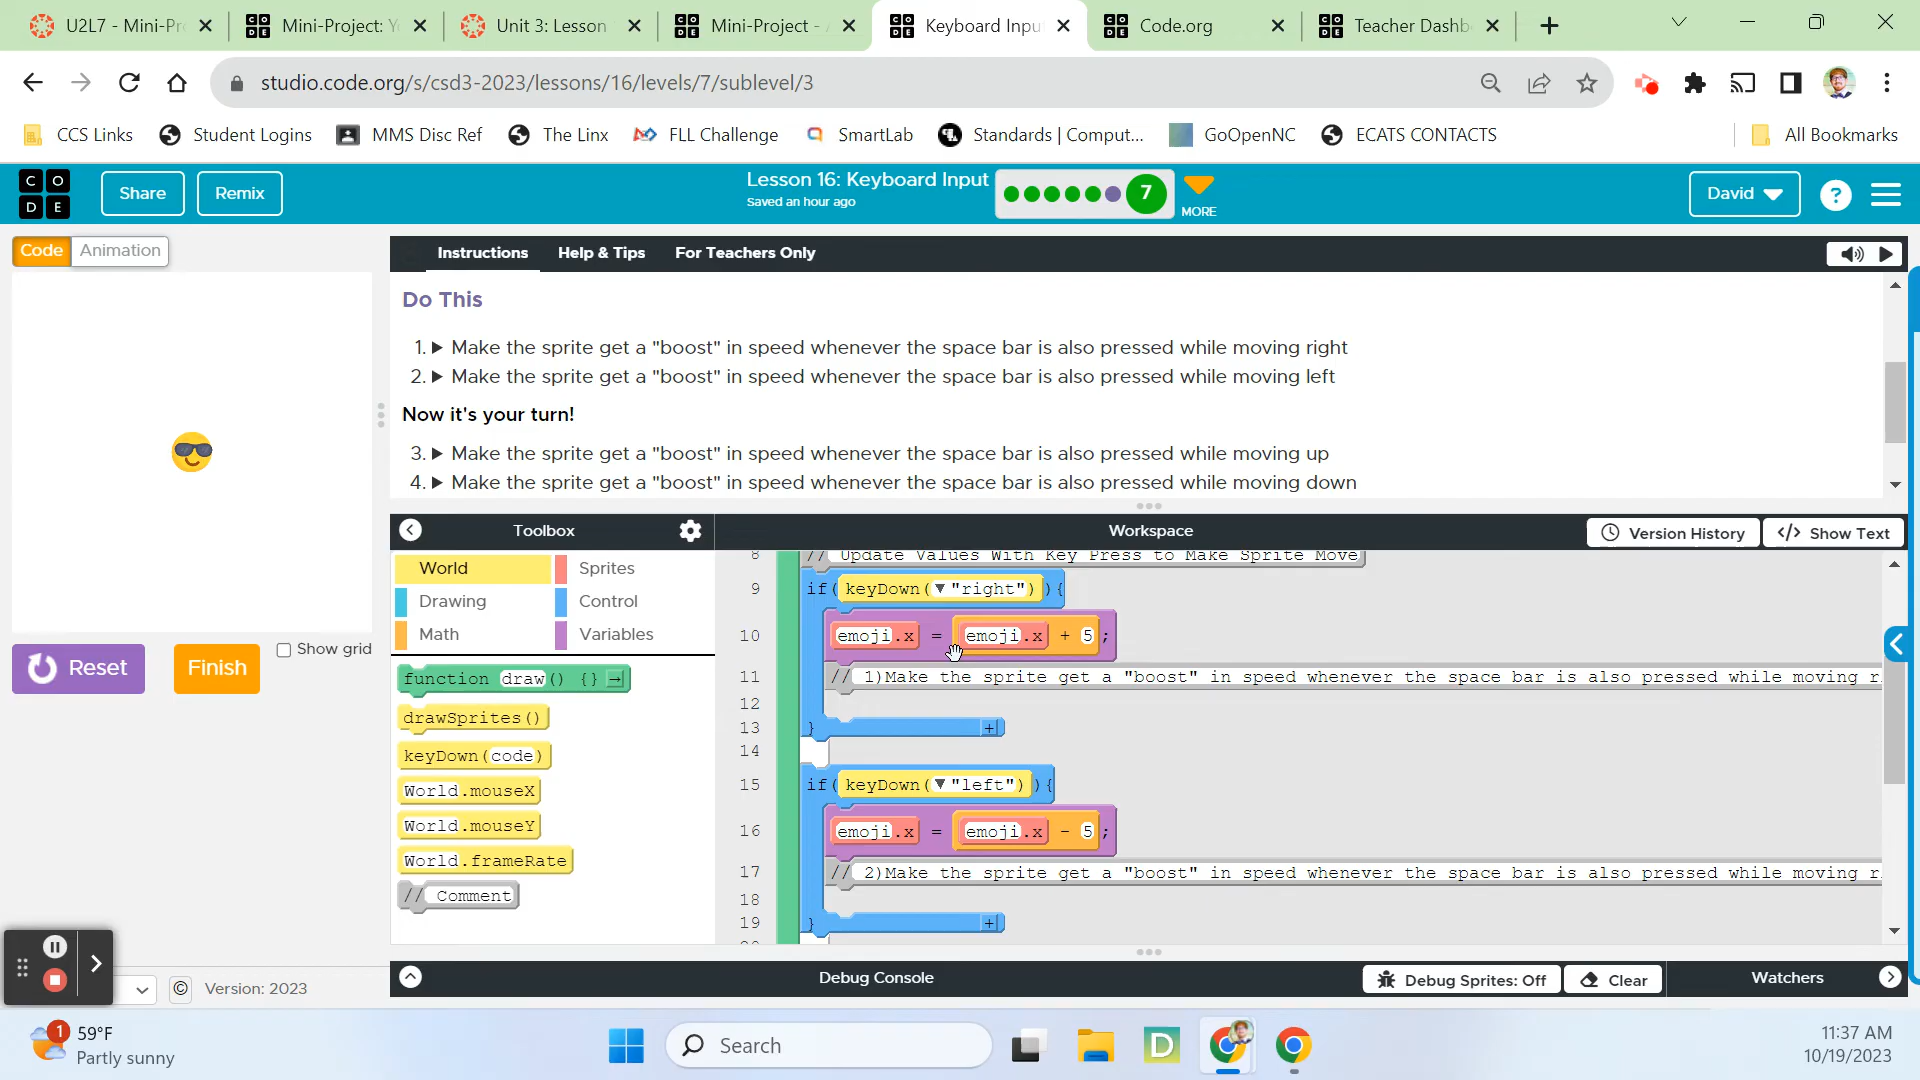 U2L7 - Mini-Pr
Mini-Project: Y
Unit 3: Lesson
Mini-Project - A
Keyboard Inpu
Code.org
Teacher Dashb
studio.code.org/s/csd3-2023/lessons/16/levels/7/sublevel/3
CCS Links
Student Logins
MMS Disc Ref
The Linx
FLL Challenge
SmartLab
Standards | Comput...
GoOpenNC
ECATS CONTACTS
All Bookmarks
C O
D E
Share
Remix
Lesson 16: Keyboard Input
Saved an hour ago
7
MORE
David
?
Code
Animation
Instructions
Help & Tips
For Teachers Only
Do This
1. Make the sprite get a "boost" in speed whenever the space bar is also pressed while moving right
2. Make the sprite get a "boost" in speed whenever the space bar is also pressed while moving left
Now it's your turn!
3. Make the sprite get a "boost" in speed whenever the space bar is also pressed while moving up
4. Make the sprite get a "boost" in speed whenever the space bar is also pressed while moving down
Show grid
Reset
Finish
Toolbox
Workspace
Version History
</> Show Text
World
Sprites
Drawing
Control
Math
Variables
function draw() {}
drawSprites()
keyDown(code)
World.mouseX
World.mouseY
World.frameRate
// Comment
8 // Update Values With Key Press to Make Sprite Move
9 if(keyDown("right")){
10 emoji.x = emoji.x + 5;
11 // 1)Make the sprite get a "boost" in speed whenever the space bar is also pressed while moving r
12
13 }
14
15 if(keyDown("left")){
16 emoji.x = emoji.x - 5;
17 // 2)Make the sprite get a "boost" in speed whenever the space bar is also pressed while moving r
18
19 }
Debug Console
Debug Sprites: Off
Clear
Watchers
© Version: 2023
1
59°F
Partly sunny
Search
D
11:37 AM
10/19/2023